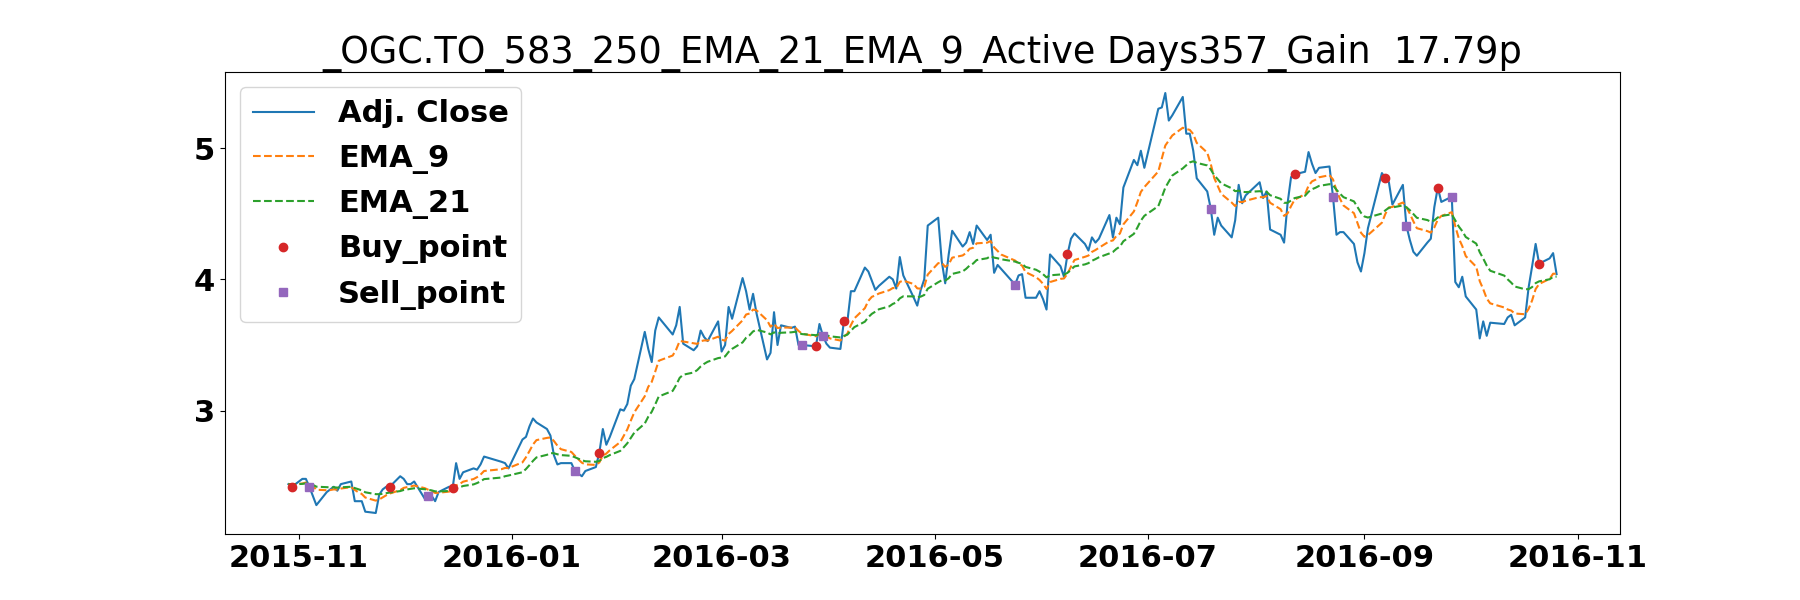 _OGC.TO_583_250_EMA_21_EMA_9_Active Days357_Gain  17.79p
Adj. Close
EMA_9
EMA_21
Buy_point
Sell_point
5
4
3
2015-11 2016-01 2016-03 2016-05 2016-07 2016-09 2016-11